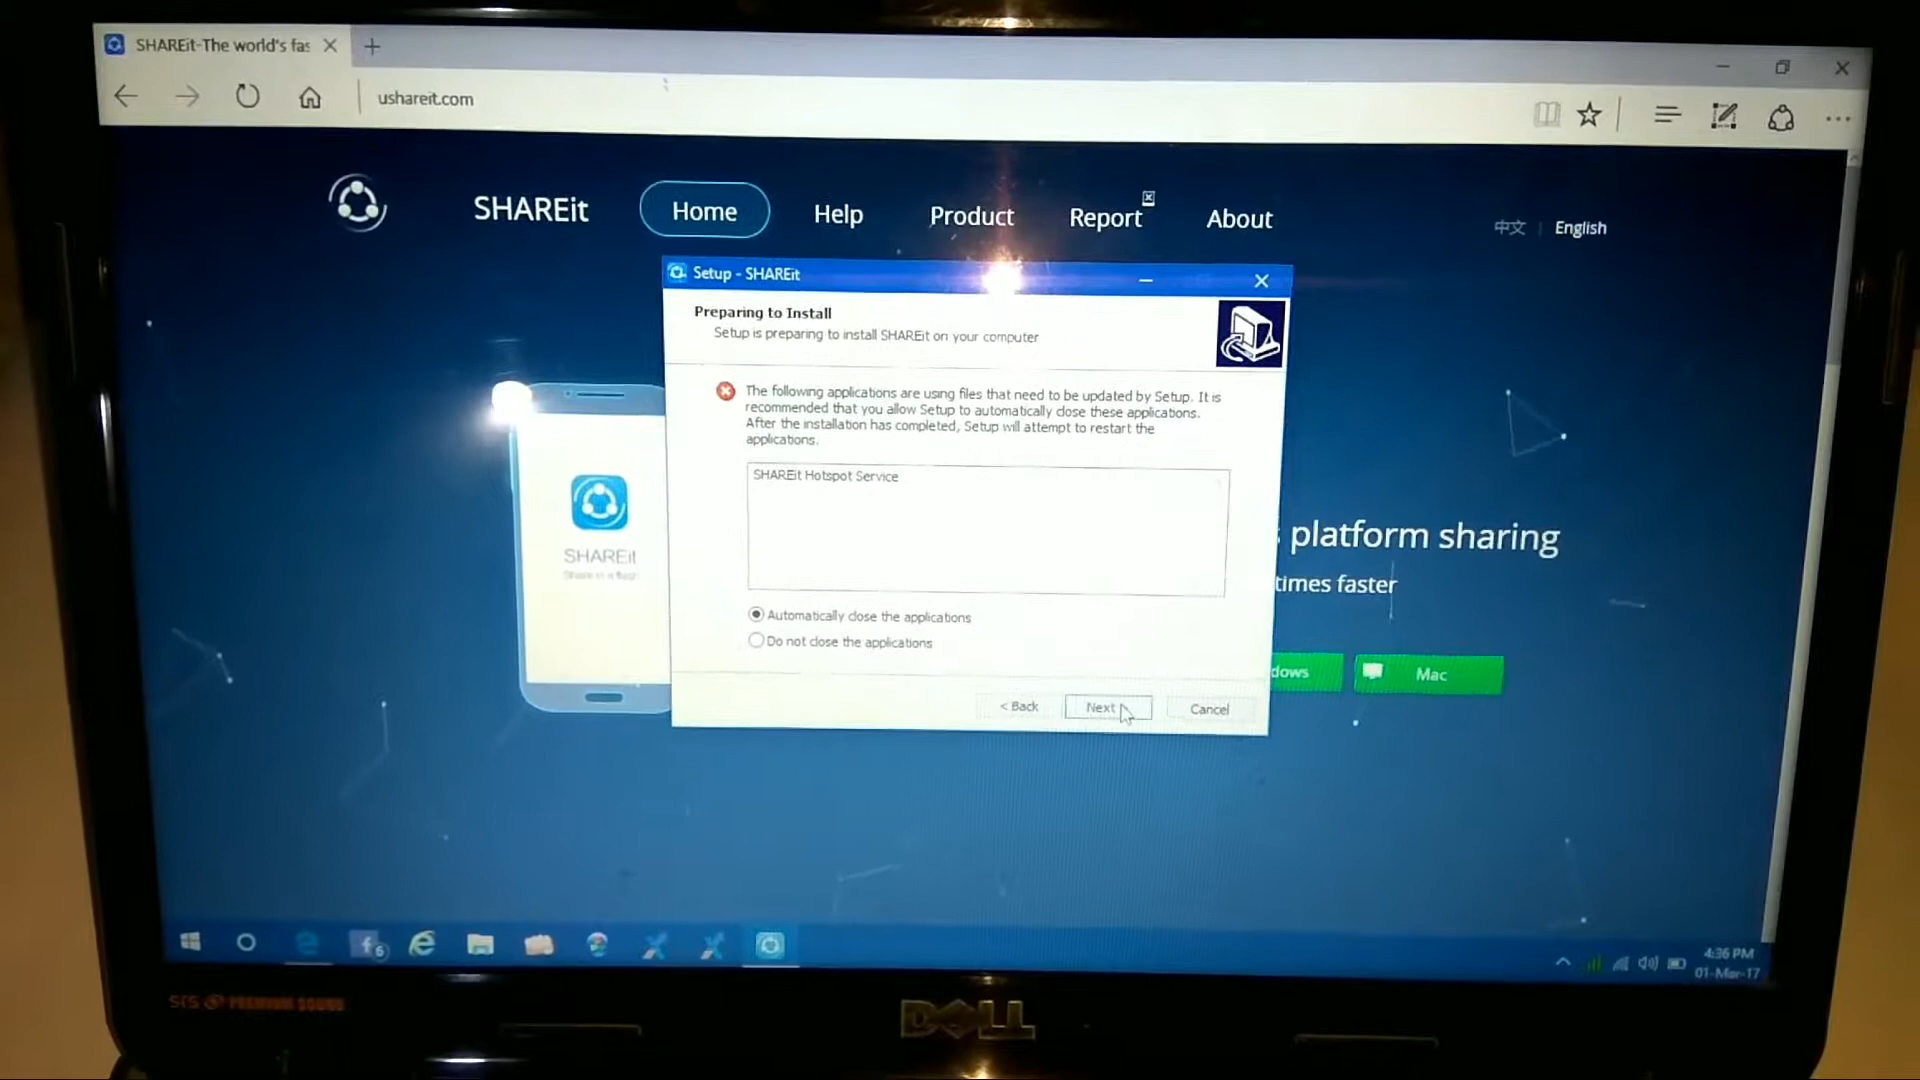 SHAREit-The world's fas
ushareit.com
SHAREit
Home
Help
Product
Report
About
中文
English
Setup - SHAREit
Preparing to Install
Setup is preparing to install SHAREit on your computer
The following applications are using files that need to be updated by Setup. It is
recommended that you allow Setup to automatically close these applications.
After the installation has completed, Setup will attempt to restart the
applications.
SHAREit Hotspot Service
Automatically close the applications
Do not close the applications
< Back
Next
Cancel
SHAREit
platform sharing
times faster
dows
Mac
6
4:36 PM
01-Mar-17
SRS PREMIUM SOUND
DELL